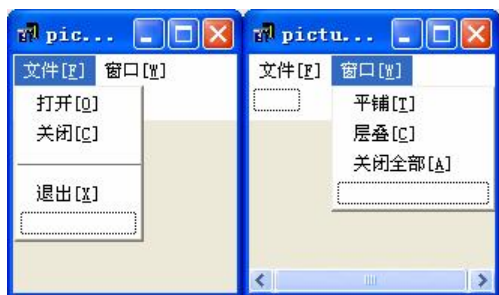 pic...
文件[F] 窗口[W]
打开[O]
关闭[C]
退出[X]
pictu...
文件[F] 窗口[W]
平铺[T]
层叠[C]
关闭全部[A]